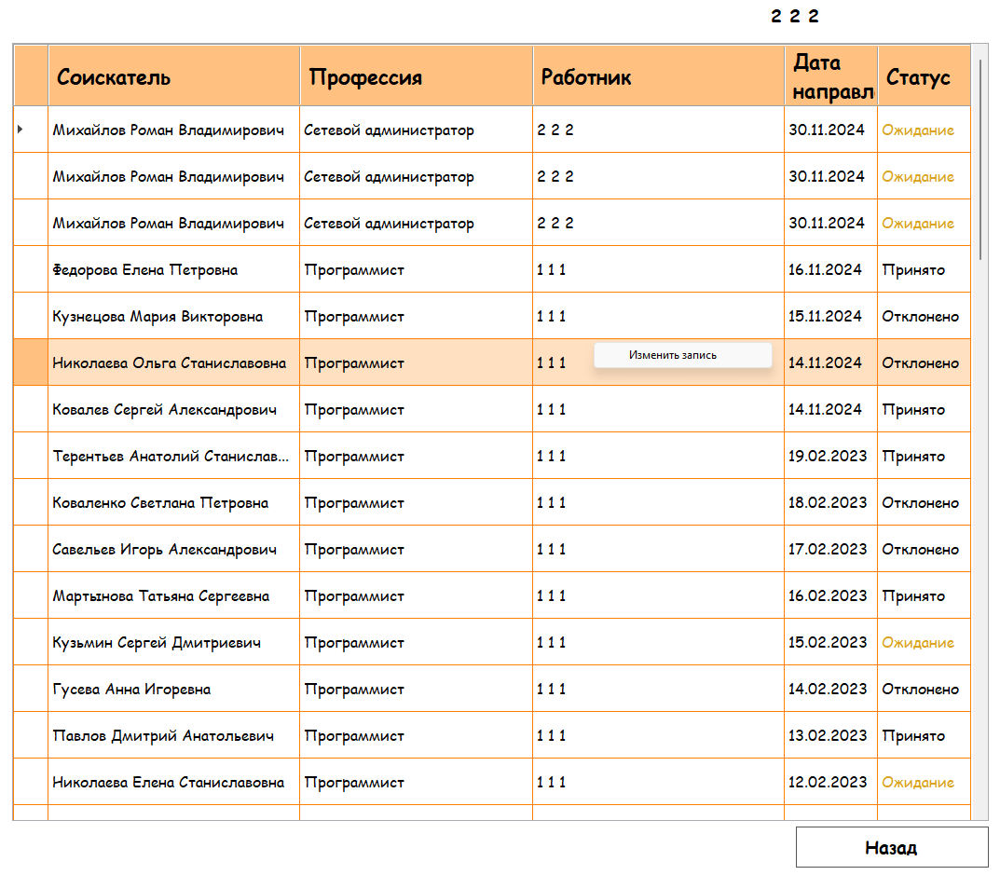 2 2 2
Соискатель Профессия Работник Дата направл Статус
Михайлов Роман Владимирович Сетевой администратор 2 2 2 30.11.2024 Ожидание
Михайлов Роман Владимирович Сетевой администратор 2 2 2 30.11.2024 Ожидание
Михайлов Роман Владимирович Сетевой администратор 2 2 2 30.11.2024 Ожидание
Федорова Елена Петровна Программист 1 1 1 16.11.2024 Принято
Кузнецова Мария Викторовна Программист 1 1 1 15.11.2024 Отклонено
Николаева Ольга Станиславовна Программист 1 1 1 Изменить запись 14.11.2024 Отклонено
Ковалев Сергей Александрович Программист 1 1 1 14.11.2024 Принято
Терентьев Анатолий Станислав... Программист 1 1 1 19.02.2023 Принято
Коваленко Светлана Петровна Программист 1 1 1 18.02.2023 Отклонено
Савельев Игорь Александрович Программист 1 1 1 17.02.2023 Отклонено
Мартынова Татьяна Сергеевна Программист 1 1 1 16.02.2023 Принято
Кузьмин Сергей Дмитриевич Программист 1 1 1 15.02.2023 Ожидание
Гусева Анна Игоревна Программист 1 1 1 14.02.2023 Отклонено
Павлов Дмитрий Анатольевич Программист 1 1 1 13.02.2023 Принято
Николаева Елена Станиславовна Программист 1 1 1 12.02.2023 Ожидание
Назад